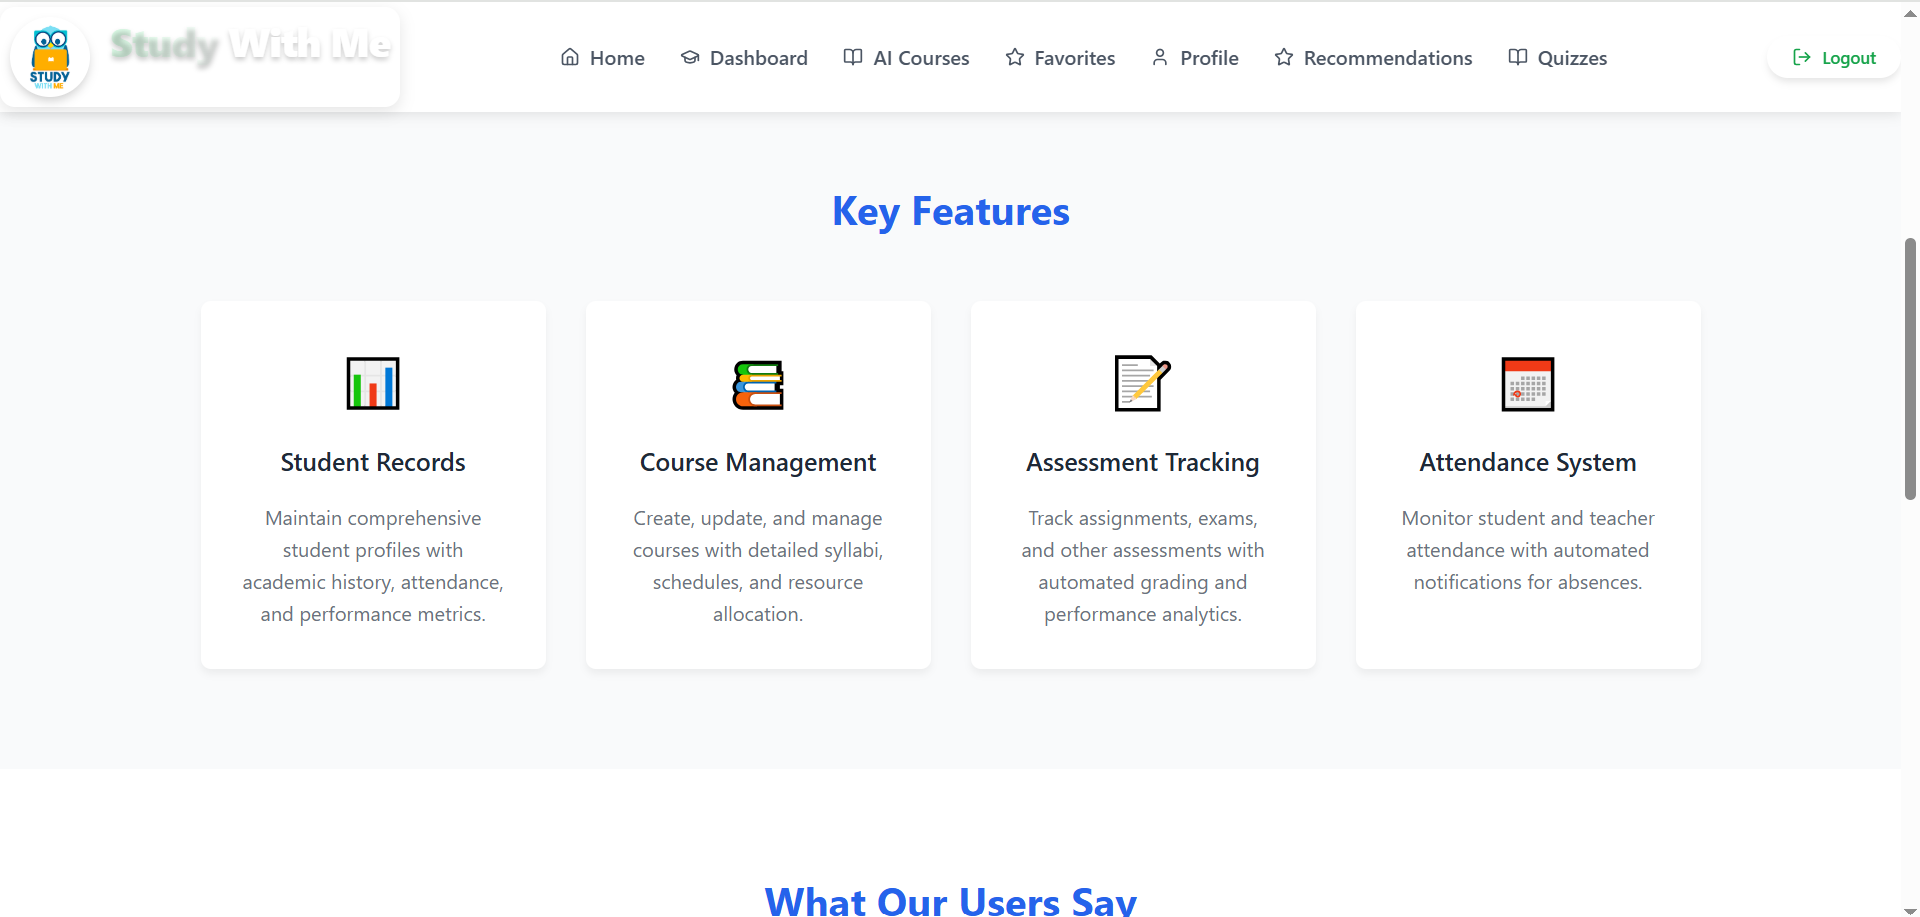 STUDY
WITH ME
Study With Me
Home
Dashboard
AI Courses
Favorites
Profile
Recommendations
Quizzes
Logout
Key Features
Student Records
Maintain comprehensive
student profiles with
academic history, attendance,
and performance metrics.
Course Management
Create, update, and manage
courses with detailed syllabi,
schedules, and resource
allocation.
Assessment Tracking
Track assignments, exams,
and other assessments with
automated grading and
performance analytics.
Attendance System
Monitor student and teacher
attendance with automated
notifications for absences.
What Our Users Say